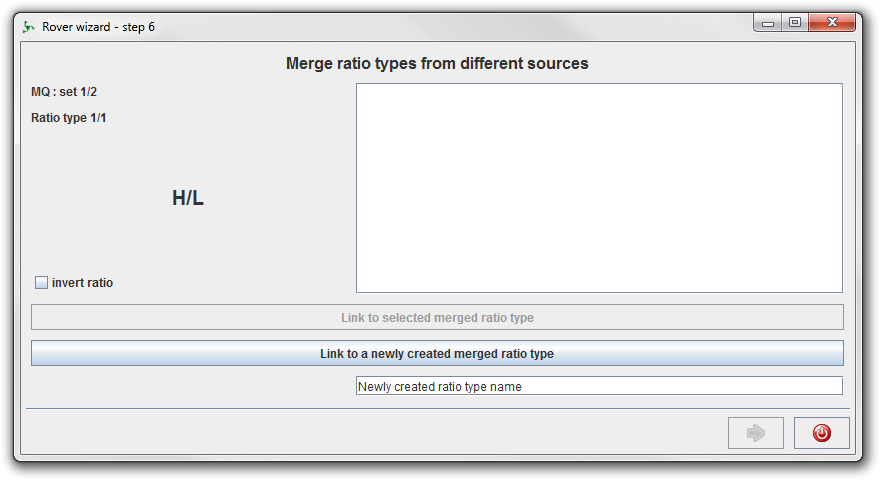 Rover wizard - step 6
Merge ratio types from different sources
MQ : set 1/2
Ratio type 1/1
H/L
invert ratio
Link to selected merged ratio type
Link to a newly created merged ratio type
Newly created ratio type name